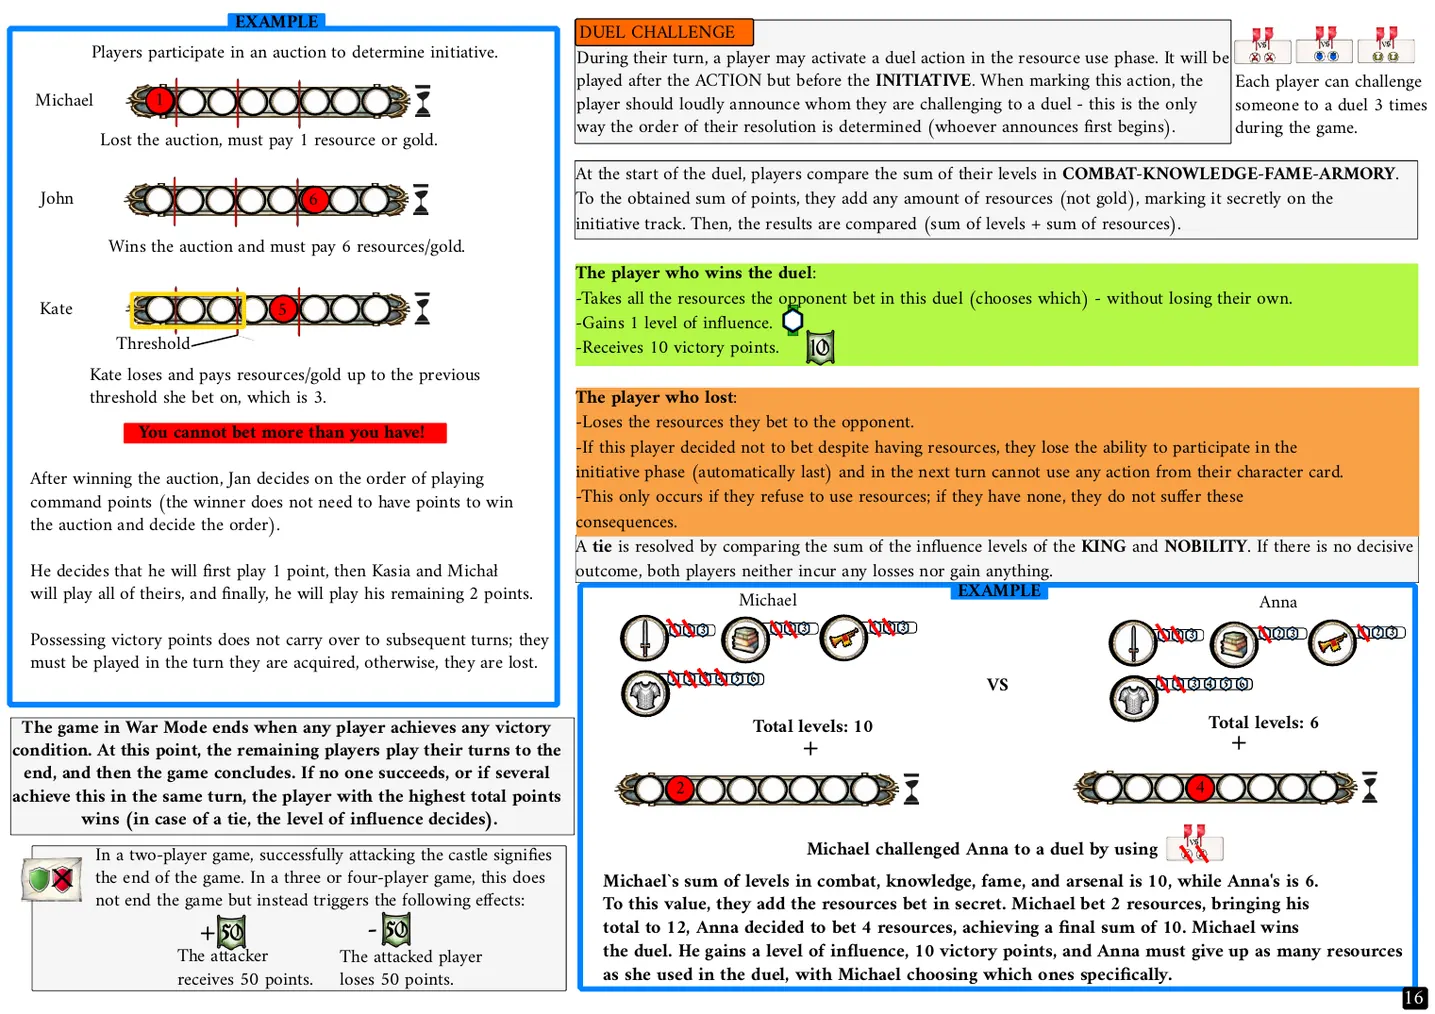 EXAMPLE
Players participate in an auction to determine initiative.
Michael
1
Lost the auction, must pay 1 resource or gold.
John
6
Wins the auction and must pay 6 resources/gold.
Kate
5
Threshold
Kate loses and pays resources/gold up to the previous
threshold she bet on, which is 3.
You cannot bet more than you have!
After winning the auction, Jan decides on the order of playing
command points (the winner does not need to have points to win
the auction and decide the order).
He decides that he will first play 1 point, then Kasia and Michał
will play all of theirs, and finally, he will play his remaining 2 points.
Possessing victory points does not carry over to subsequent turns; they
must be played in the turn they are acquired, otherwise, they are lost.
The game in War Mode ends when any player achieves any victory
condition. At this point, the remaining players play their turns to the
end, and then the game concludes. If no one succeeds, or if several
achieve this in the same turn, the player with the highest total points
wins (in case of a tie, the level of influence decides).
In a two-player game, successfully attacking the castle signifies
the end of the game. In a three or four-player game, this does
not end the game but instead triggers the following effects:
+ 50
- 50
The attacker
receives 50 points.
The attacked player
loses 50 points.
DUEL CHALLENGE
During their turn, a player may activate a duel action in the resource use phase. It will be
played after the ACTION but before the INITIATIVE. When marking this action, the
player should loudly announce whom they are challenging to a duel - this is the only
way the order of their resolution is determined (whoever announces first begins).
VS
VS
VS
Each player can challenge
someone to a duel 3 times
during the game.
At the start of the duel, players compare the sum of their levels in COMBAT-KNOWLEDGE-FAME-ARMORY.
To the obtained sum of points, they add any amount of resources (not gold), marking it secretly on the
initiative track. Then, the results are compared (sum of levels + sum of resources).
The player who wins the duel:
-Takes all the resources the opponent bet in this duel (chooses which) - without losing their own.
-Gains 1 level of influence.
-Receives 10 victory points.
10
The player who lost:
-Loses the resources they bet to the opponent.
-If this player decided not to bet despite having resources, they lose the ability to participate in the
initiative phase (automatically last) and in the next turn cannot use any action from their character card.
-This only occurs if they refuse to use resources; if they have none, they do not suffer these
consequences.
A tie is resolved by comparing the sum of the influence levels of the KING and NOBILITY. If there is no decisive
outcome, both players neither incur any losses nor gain anything.
EXAMPLE
Michael
Total levels: 10
+
2
VS
Anna
Total levels: 6
+
4
Michael challenged Anna to a duel by using
Michael`s sum of levels in combat, knowledge, fame, and arsenal is 10, while Anna's is 6.
To this value, they add the resources bet in secret. Michael bet 2 resources, bringing his
total to 12, Anna decided to bet 4 resources, achieving a final sum of 10. Michael wins
the duel. He gains a level of influence, 10 victory points, and Anna must give up as many resources
as she used in the duel, with Michael choosing which ones specifically.
16